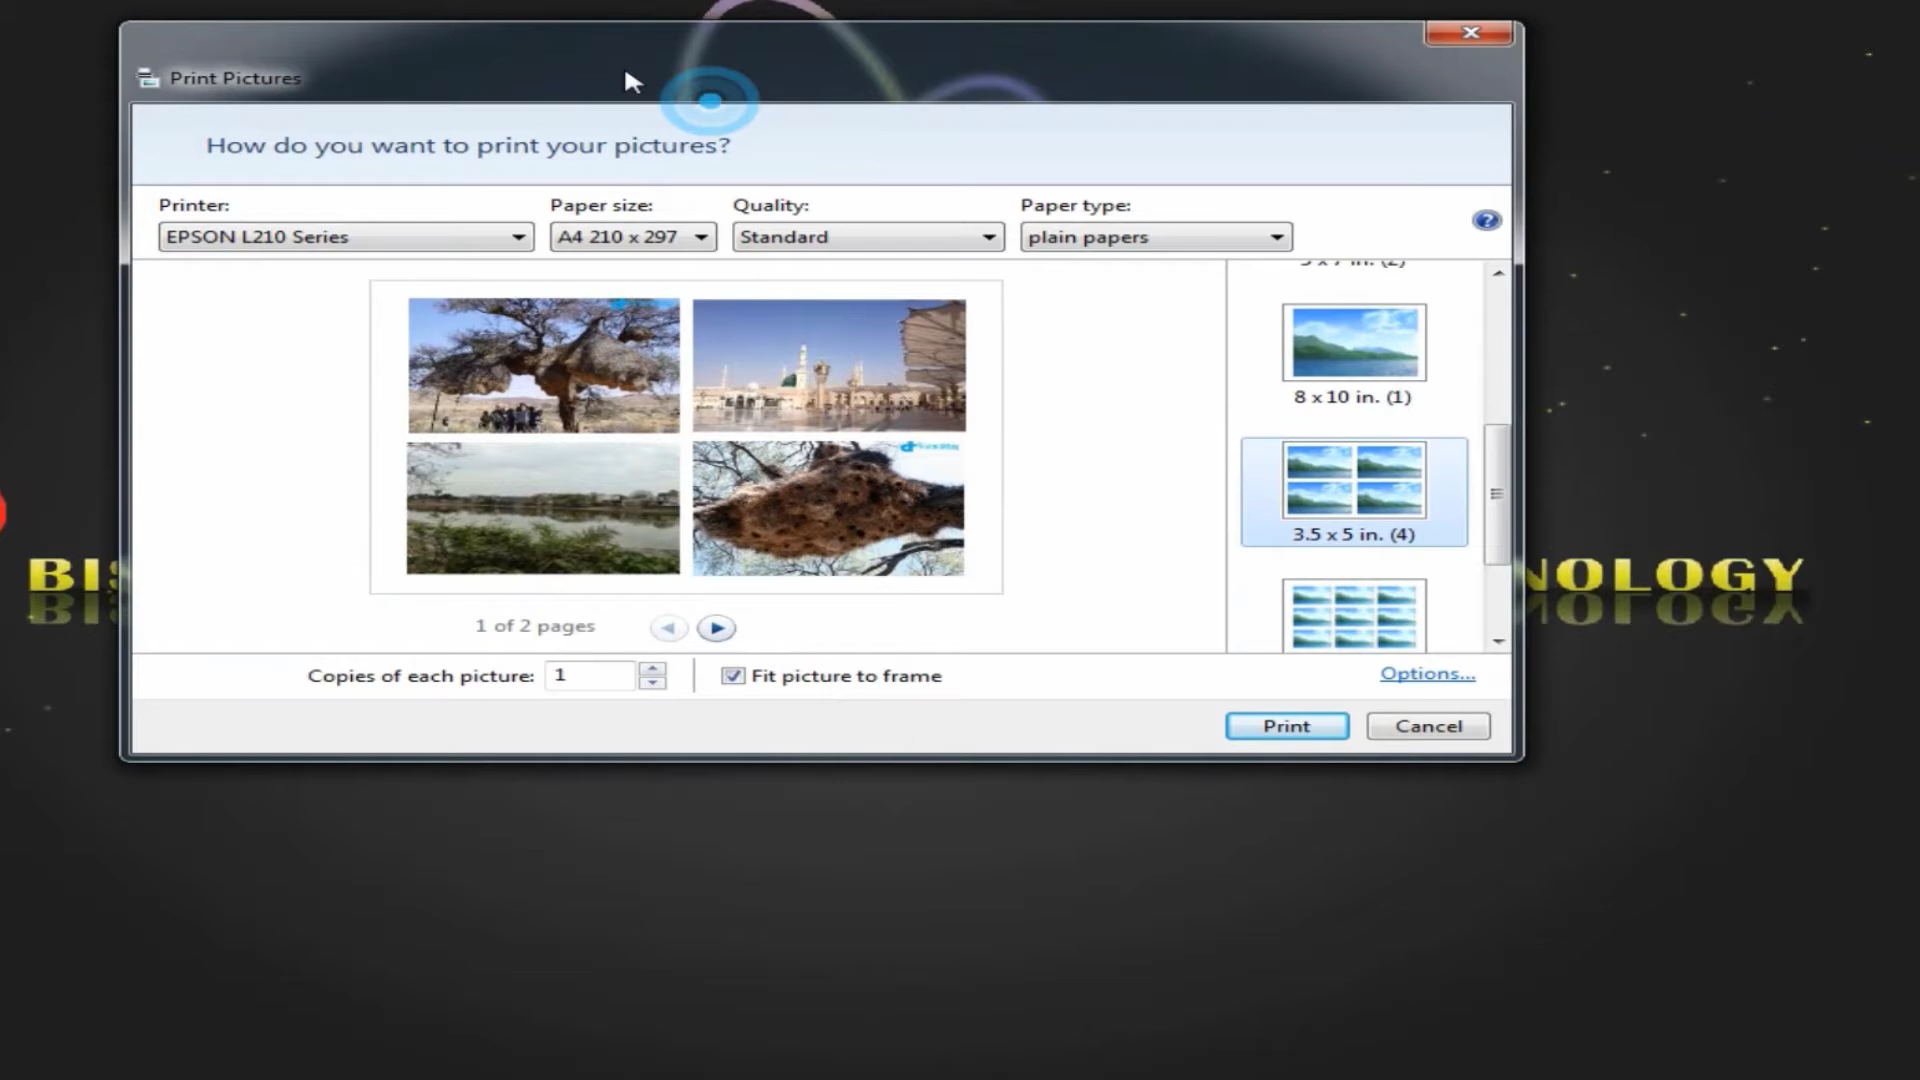 Print Pictures
How do you want to print your pictures?
Printer:
Paper size:
Quality:
Paper type:
EPSON L210 Series
A4 210 x 297
Standard
plain papers
8 x 10 in. (1)
3.5 x 5 in. (4)
NOLOGY
1 of 2 pages
Copies of each picture:
1
Fit picture to frame
Options...
Print
Cancel